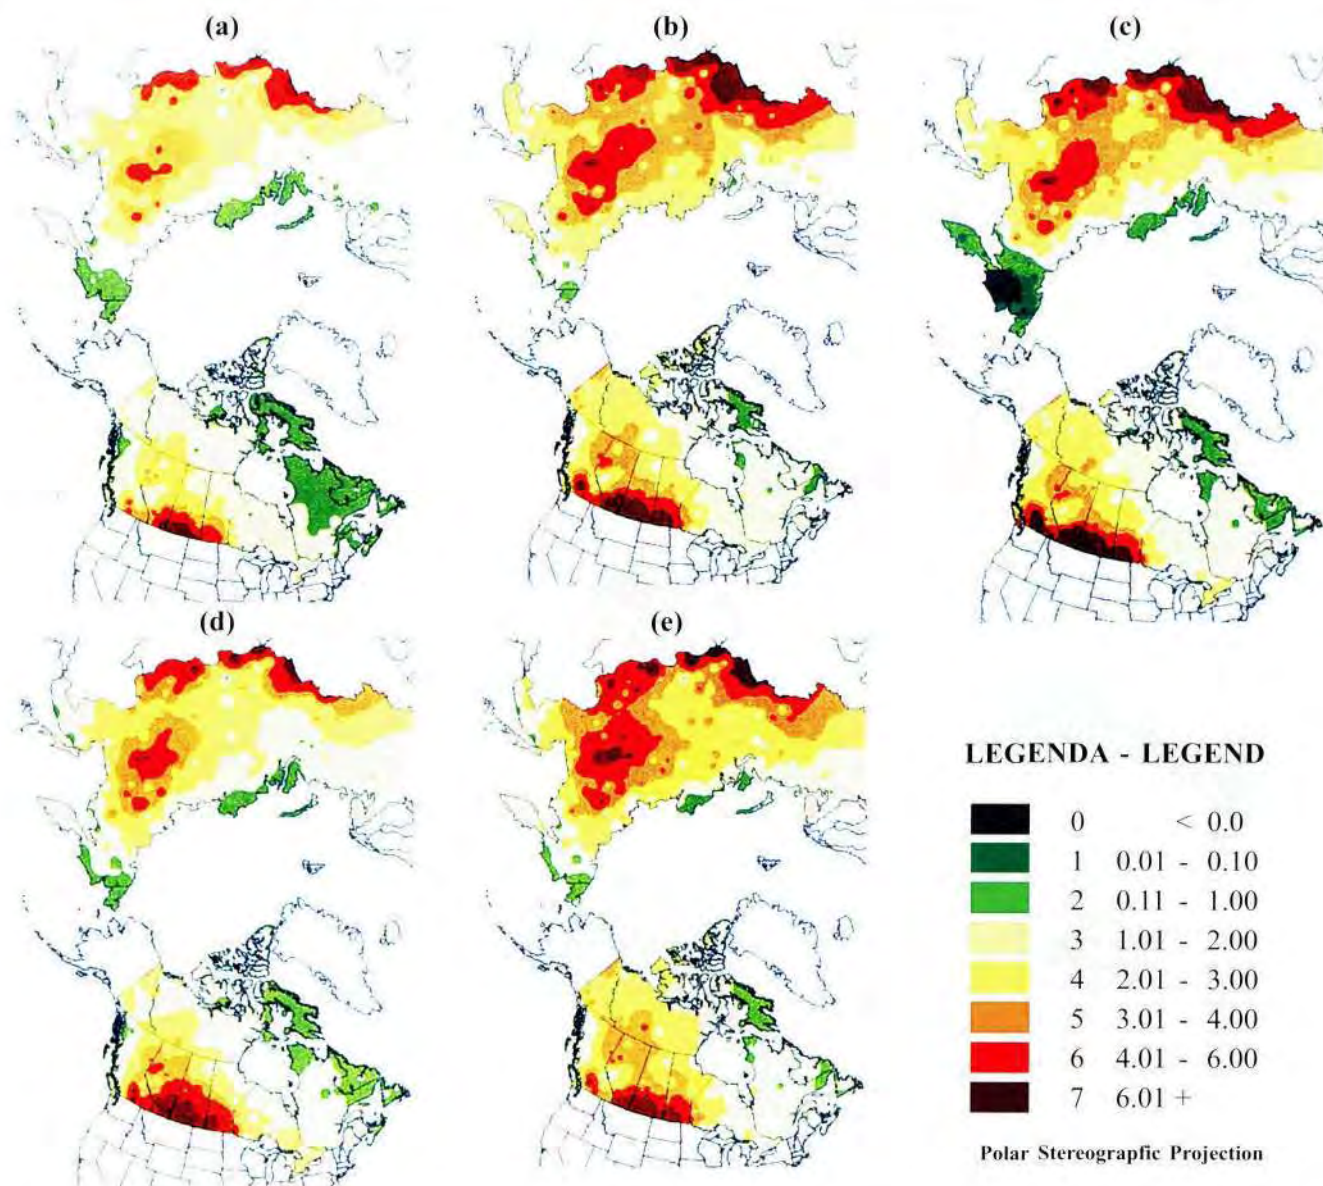 (a)
(b)
(c)
(d)
(e)
LEGENDA - LEGEND
0 < 0.0
1 0.01 - 0.10
2 0.11 - 1.00
3 1.01 - 2.00
4 2.01 - 3.00
5 3.01 - 4.00
6 4.01 - 6.00
7 6.01 +
Polar Stereograpfic Projection